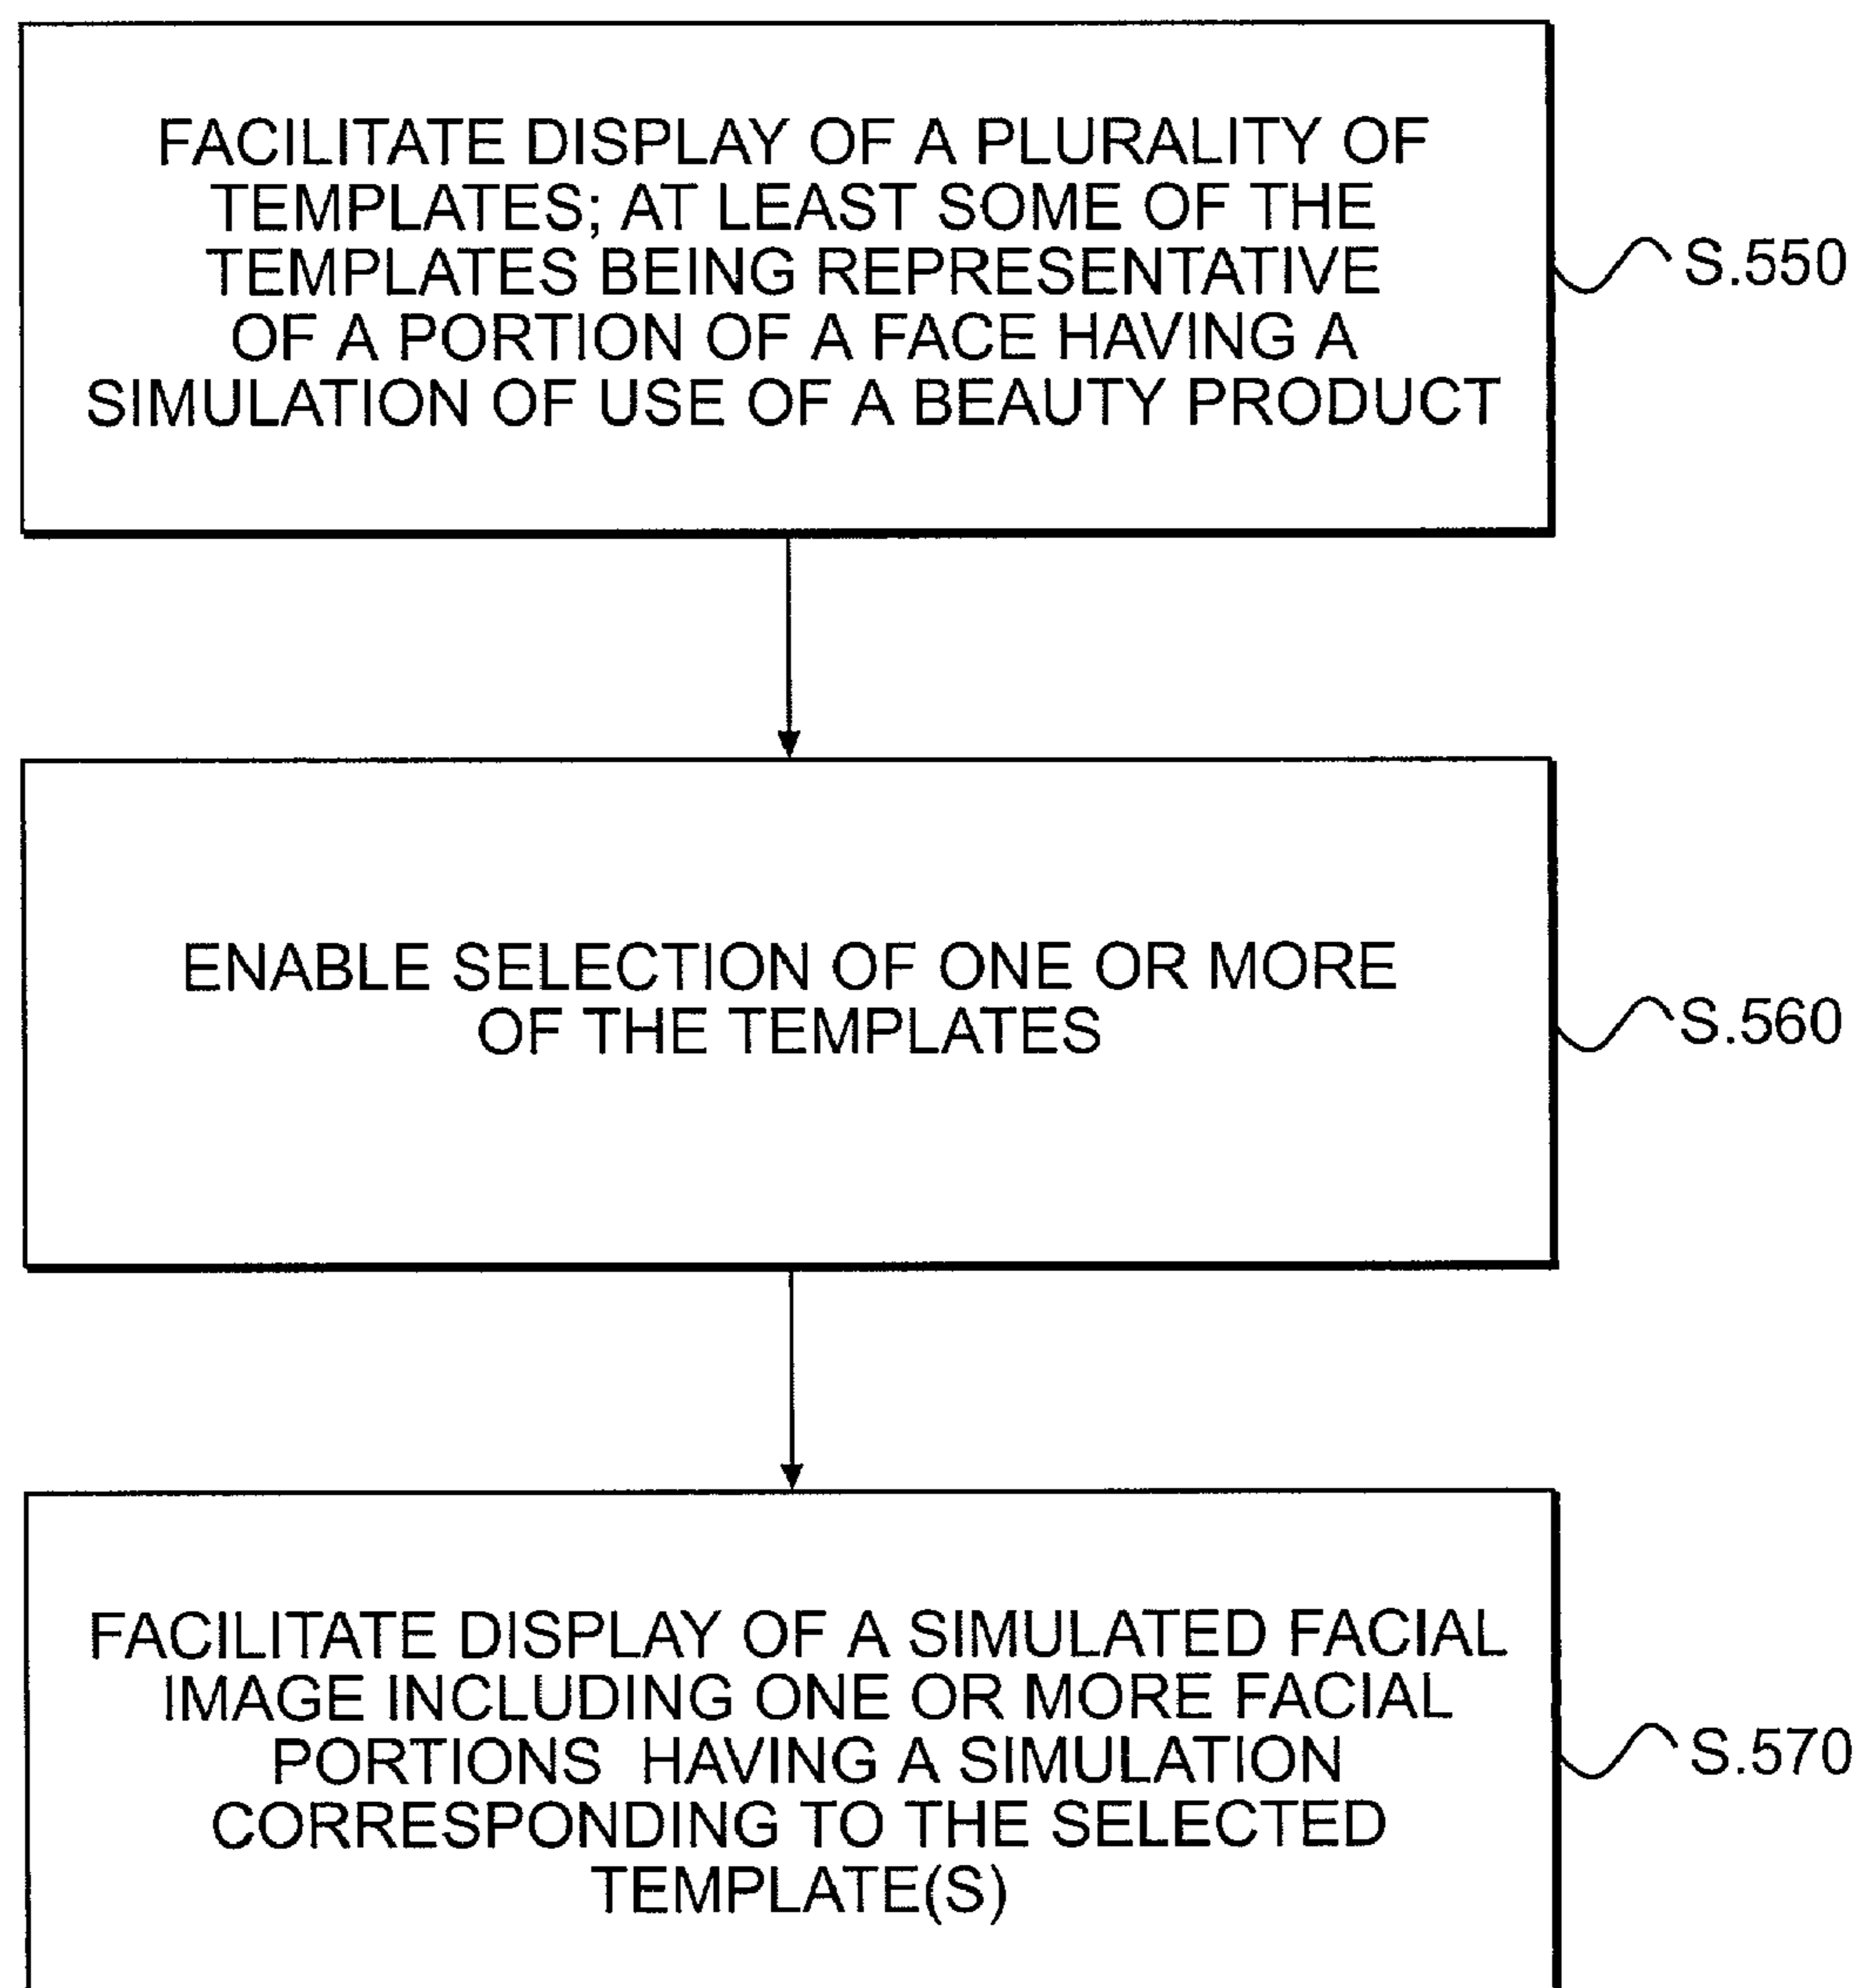 FACILITATE DISPLAY OF A PLURALITY OF
TEMPLATES; AT LEAST SOME OF THE
TEMPLATES BEING REPRESENTATIVE
OF A PORTION OF A FACE HAVING A
SIMULATION OF USE OF A BEAUTY PRODUCT
S.550
ENABLE SELECTION OF ONE OR MORE
OF THE TEMPLATES
S.560
FACILITATE DISPLAY OF A SIMULATED FACIAL
IMAGE INCLUDING ONE OR MORE FACIAL
PORTIONS HAVING A SIMULATION
CORRESPONDING TO THE SELECTED
TEMPLATE(S)
S.570